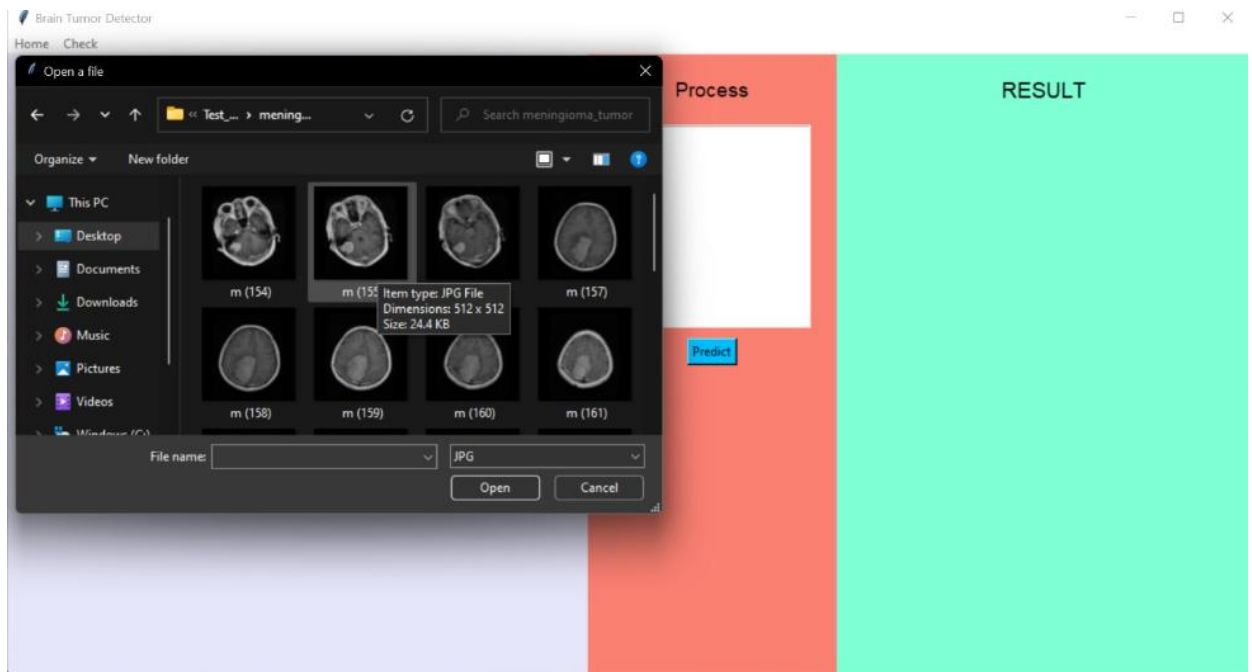 Brain Tumor Detector
Home Check
Open a file
Test_... > mening...
Search meningioma_tumor
Organize
New folder
This PC
Desktop
Documents
Downloads
Music
Pictures
Videos
Windows (C:)
m (154)
m (155
m (157)
Item type: JPG File
Dimensions: 512 x 512
Size: 24.4 KB
m (158)
m (159)
m (160)
m (161)
File name:
JPG
Open
Cancel
Process
Predict
RESULT